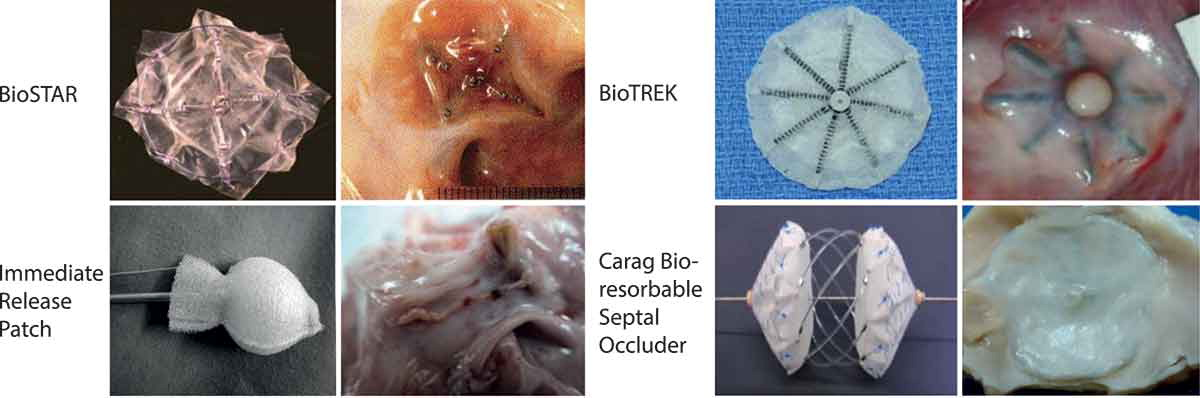 BioSTAR
BioTREK
Immediate
Release
Patch
Carag Bio-
resorbable
Septal
Occluder